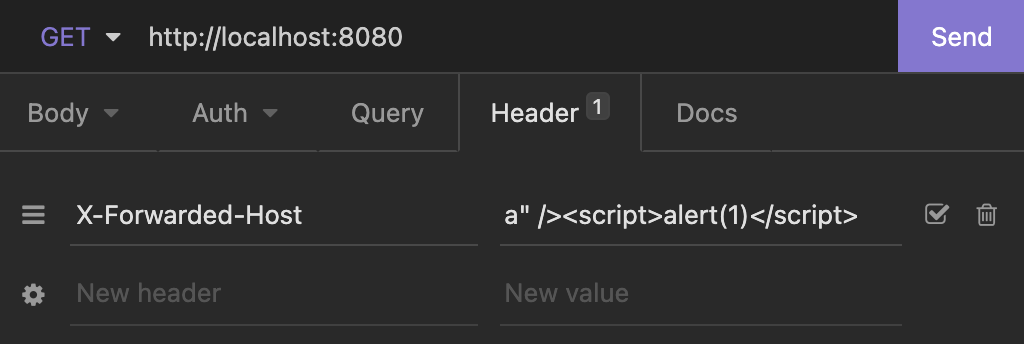 GET http://localhost:8080 Send
Body Auth Query Header 1 Docs
X-Forwarded-Host a" /><script>alert(1)</script>
New header New value